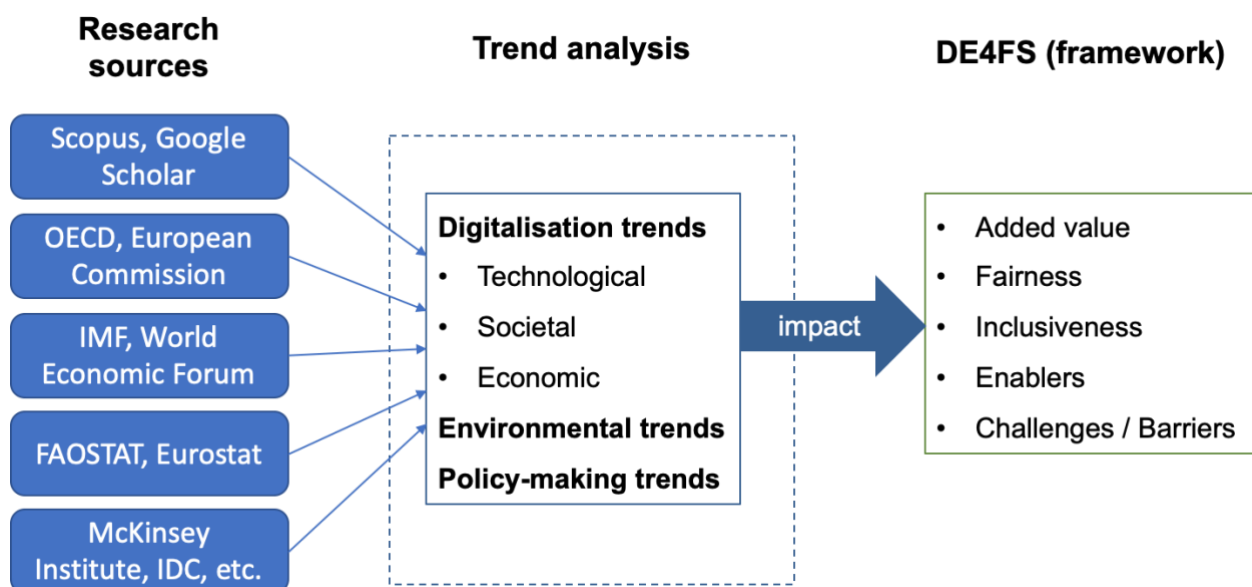 Research
sources
Trend analysis
DE4FS (framework)
Scopus, Google
Scholar
OECD, European
Commission
IMF, World
Economic Forum
FAOSTAT, Eurostat
McKinsey
Institute, IDC, etc.
Digitalisation trends
• Technological
• Societal
• Economic
Environmental trends
Policy-making trends
impact
• Added value
• Fairness
• Inclusiveness
• Enablers
• Challenges / Barriers